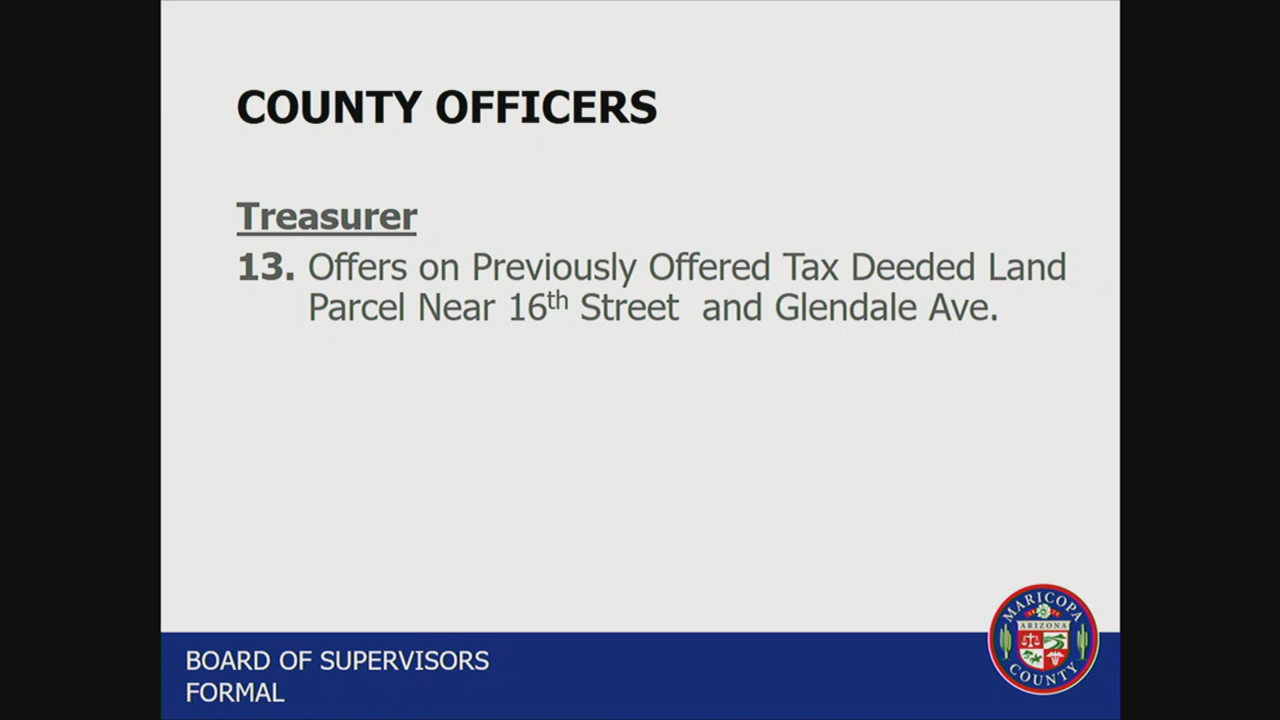 COUNTY OFFICERS
Treasurer
13. Offers on Previously Offered Tax Deeded Land
Parcel Near 16th Street and Glendale Ave.
BOARD OF SUPERVISORS
FORMAL
MARICOPA
ARIZONA
COUNTY